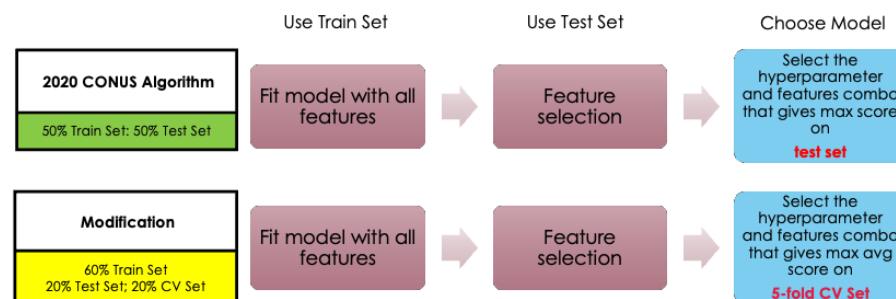 Use Train Set
Use Test Set
Choose Model
2020 CONUS Algorithm
50% Train Set: 50% Test Set
Fit model with all
features
Feature
selection
Select the
hyperparameter
and features combo
that gives max score
on
test set
Modification
60% Train Set
20% Test Set; 20% CV Set
Fit model with all
features
Feature
selection
Select the
hyperparameter
and features combo
that gives max avg
score on
5-fold CV Set